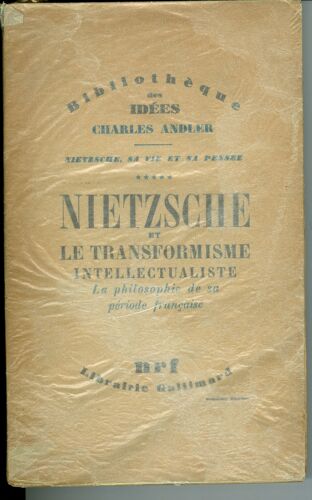 Bibliothèque
des
IDÉES
CHARLES ANDLER
NIETZSCHE, SA VIE ET SA PENSÉE
*****
NIETZSCHE
ET
LE TRANSFORMISME
INTELLECTUALISTE
La philosophie de sa
période française
nrf
Librairie Gallimard